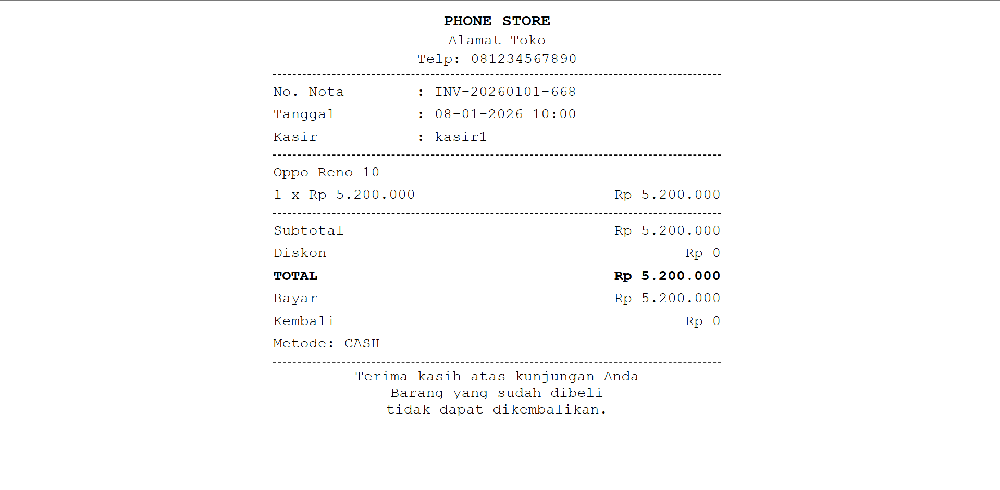 PHONE STORE
Alamat Toko
Telp: 081234567890
No. Nota : INV-20260101-668
Tanggal : 08-01-2026 10:00
Kasir : kasir1
Oppo Reno 10
1 x Rp 5.200.000 Rp 5.200.000
Subtotal Rp 5.200.000
Diskon Rp 0
TOTAL Rp 5.200.000
Bayar Rp 5.200.000
Kembali Rp 0
Metode: CASH
Terima kasih atas kunjungan Anda
Barang yang sudah dibeli
tidak dapat dikembalikan.